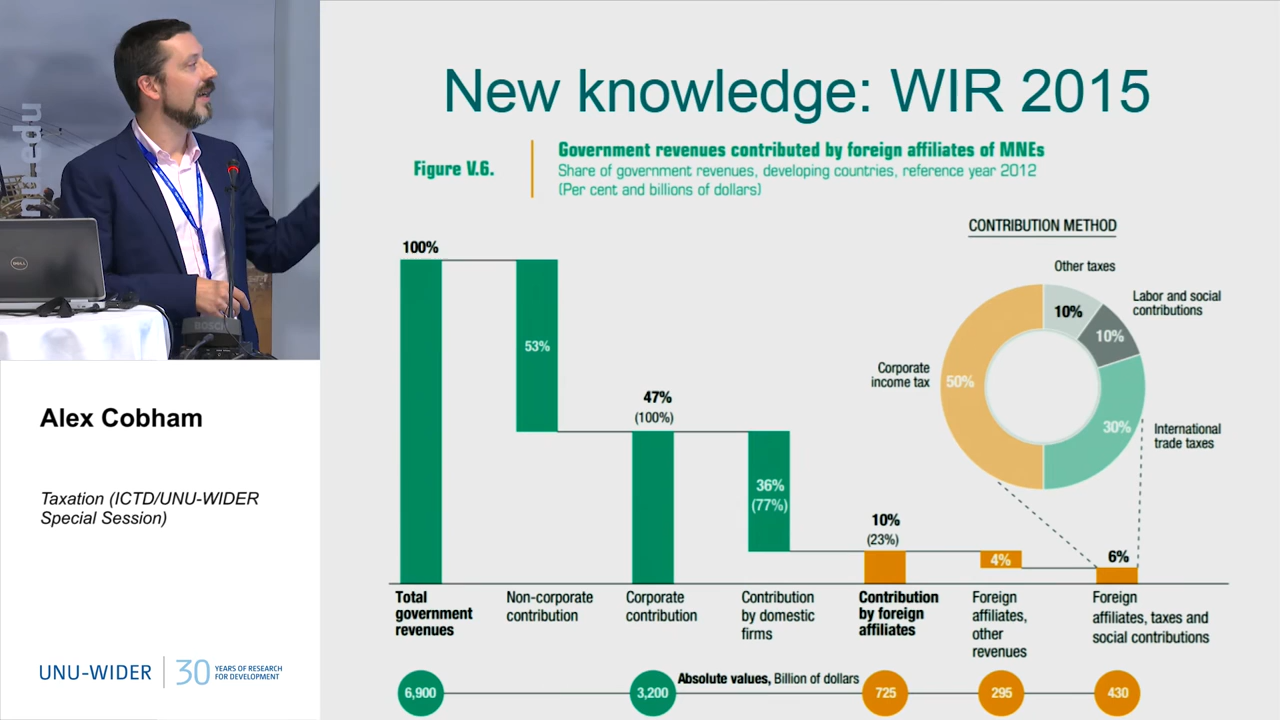 New knowledge: WIR 2015
Figure V.6.
Government revenues contributed by foreign affiliates of MNEs
Share of government revenues, developing countries, reference year 2012
(Per cent and billions of dollars)
CONTRIBUTION METHOD
Other taxes
10%
Labor and social
contributions
10%
Corporate
income tax
50%
30%
International
trade taxes
100%
53%
47%
(100%)
36%
(77%)
10%
(23%)
4%
6%
Total
government
revenues
Non-corporate
contribution
Corporate
contribution
Contribution
by domestic
firms
Contribution
by foreign
affiliates
Foreign
affiliates,
other
revenues
Foreign
affiliates, taxes and
social contributions
Absolute values, Billion of dollars
6,900
3,200
725
295
430
DELL
BOSCH
Alex Cobham
Taxation (ICTD/UNU-WIDER
Special Session)
UNU-WIDER
30
YEARS OF RESEARCH
FOR DEVELOPMENT